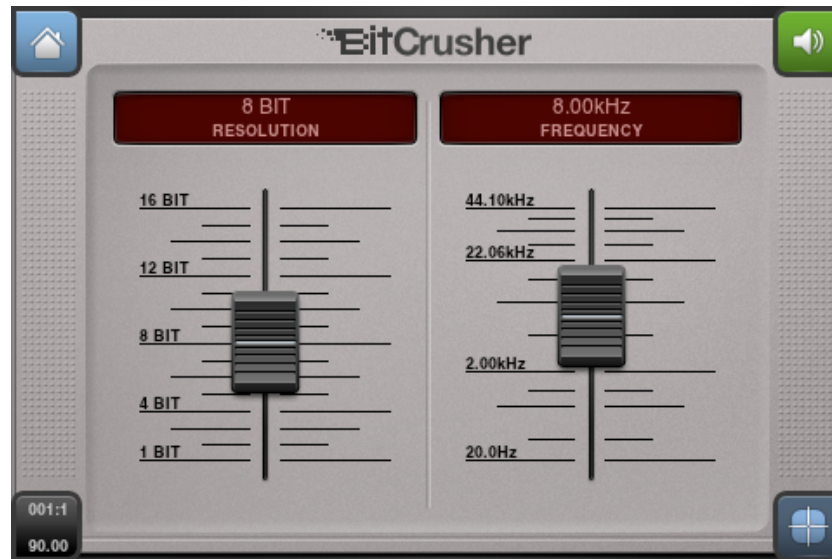 BitCrusher
8 BIT
RESOLUTION
8.00kHz
FREQUENCY
16 BIT
12 BIT
8 BIT
4 BIT
1 BIT
44.10kHz
22.06kHz
2.00kHz
20.0Hz
001:1
90.00